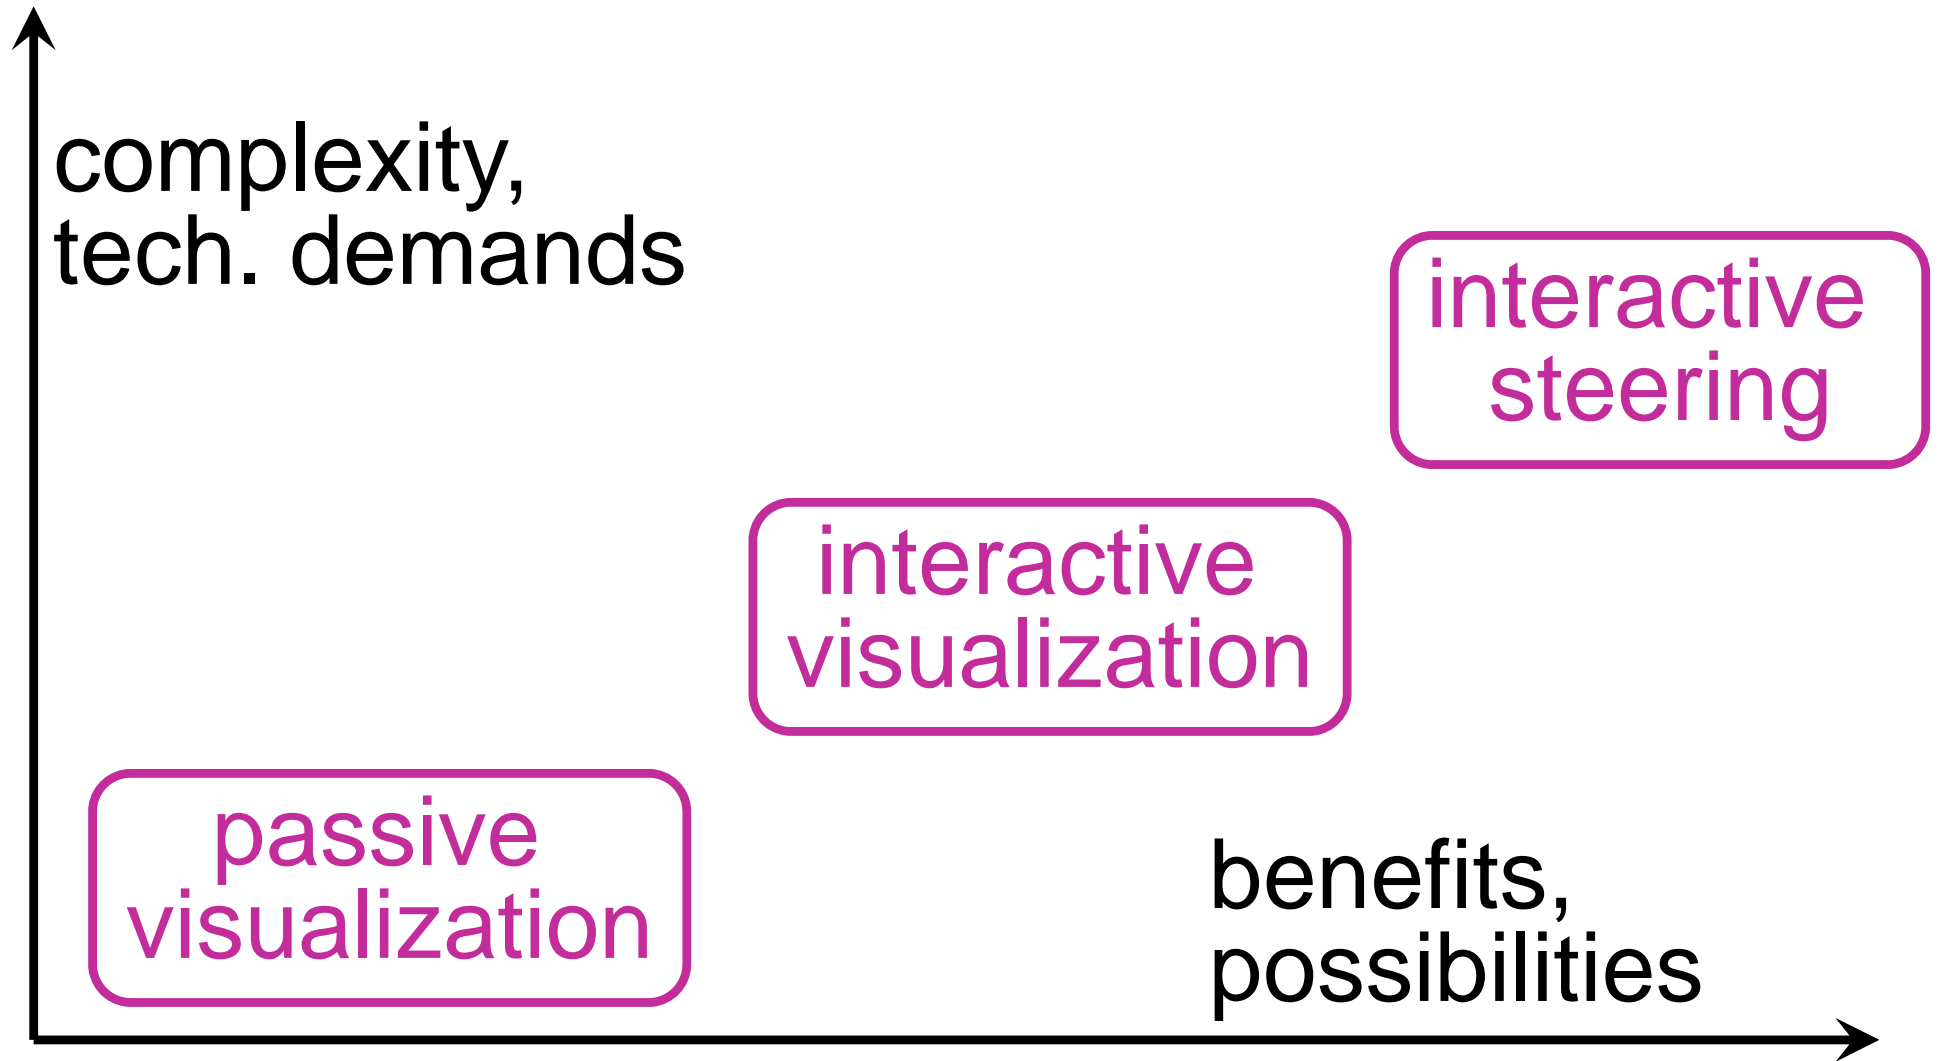 complexity,
tech. demands
interactive
steering
interactive
visualization
passive
visualization
benefits,
possibilities